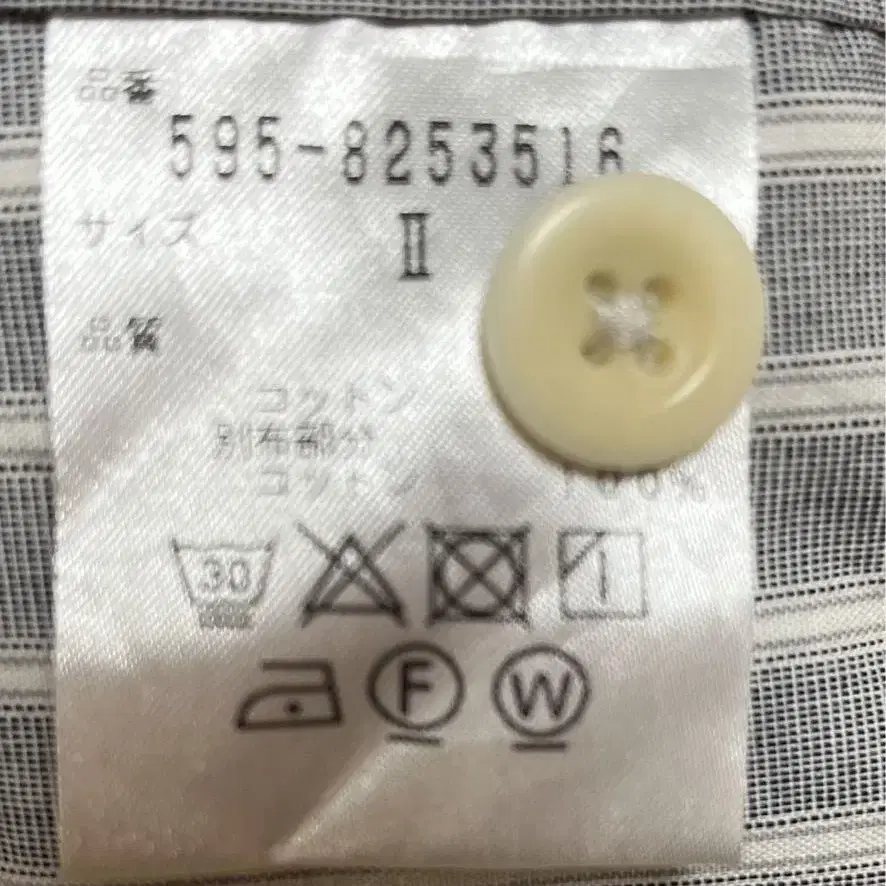 品番
595-8253516
サイズ
II
品質
コットン
別布部分
コットン 100%
30
F
W